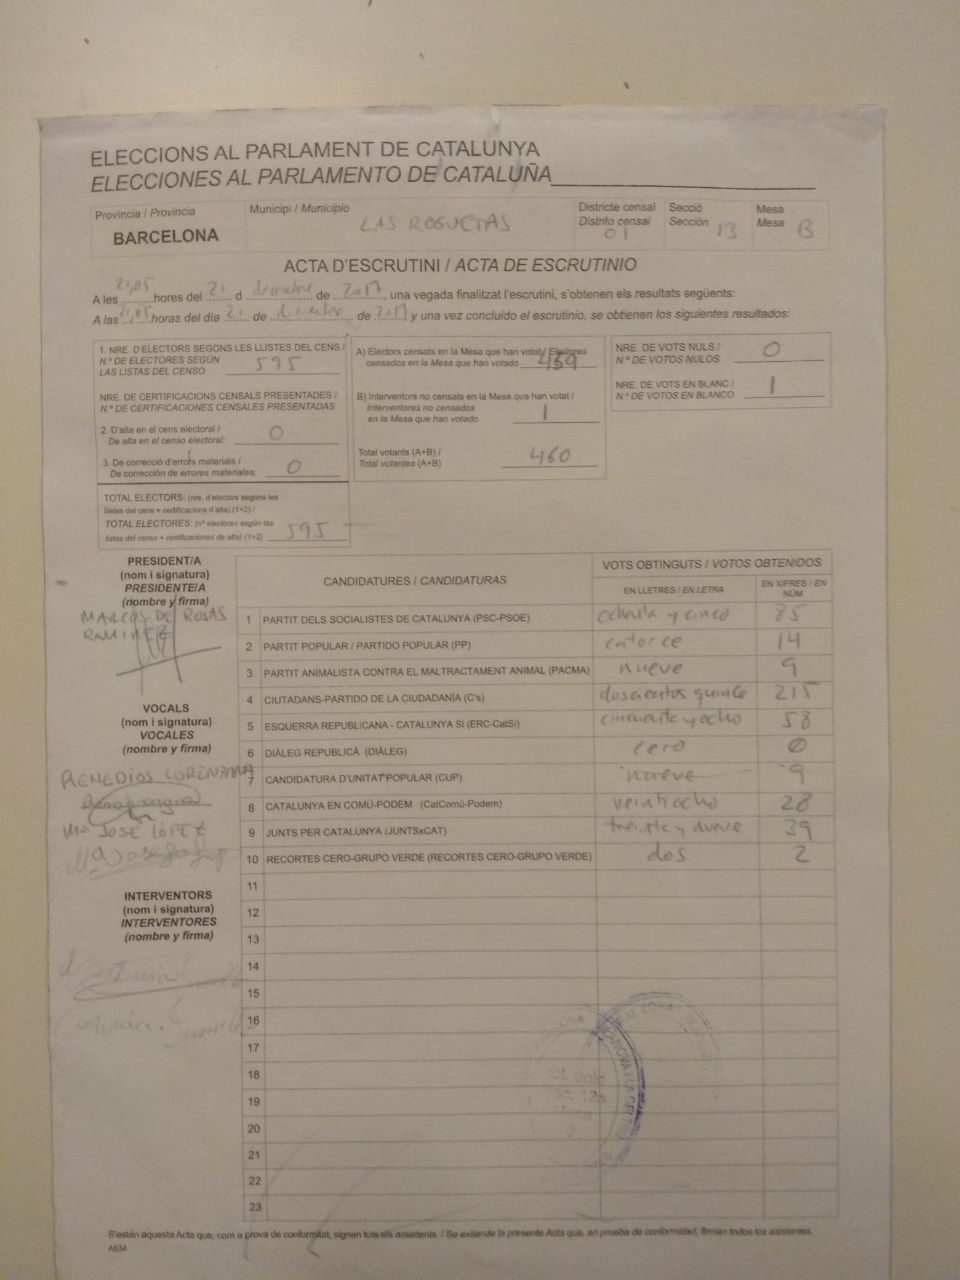 ELECCIONS AL PARLAMENT DE CATALUNYA
ELECCIONES AL PARLAMENTO DE CATALUÑA
Província / Provincia
BARCELONA
Municipi / Municipio
LAS ROQUETAS
Districte censal
Distrito censal
01
Secció
Sección 13
Mesa
Mesa B
ACTA D'ESCRUTINI / ACTA DE ESCRUTINIO
A les 21,05 hores del 21 d diciembre de 2017, una vegada finalitzat l'escrutini, s'obtenen els resultats següents:
A las 21,05 horas del día 21 de diciembre de 2017 y una vez concluido el escrutinio, se obtienen los siguientes resultados:
1. NRE. D'ELECTORS SEGONS LES LLISTES DEL CENS /
N.º DE ELECTORES SEGÚN
LAS LISTAS DEL CENSO 595
NRE. DE CERTIFICACIONS CENSALS PRESENTADES /
N.º DE CERTIFICACIONES CENSALES PRESENTADAS
2. D'alta en el cens electoral /
De alta en el censo electoral: 0
3. De correcció d'errors materials /
De corrección de errores materiales: 0
TOTAL ELECTORS: (nre. d'electors segons les
llistes del cens + certificacions d'alta) (1+2) /
TOTAL ELECTORES: (nº electores según las
listas del censo + certificaciones de alta) (1+2) 595
A) Electors censats en la Mesa que han votat / Electores
censados en la Mesa que han votado 459
B) Interventors no censats en la Mesa que han votat /
Interventores no censados
en la Mesa que han votado 1
Total votants (A+B) /
Total votantes (A+B) 460
NRE. DE VOTS NULS /
N.º DE VOTOS NULOS 0
NRE. DE VOTS EN BLANC /
N.º DE VOTOS EN BLANCO 1
PRESIDENT/A
(nom i signatura)
PRESIDENTE/A
(nombre y firma)
MARCOS DE ROSAS
RAMIREZ
VOCALS
(nom i signatura)
VOCALES
(nombre y firma)
REMEDIOS
Mª JOSE LÓPEZ
Mª Jose
INTERVENTORS
(nom i signatura)
INTERVENTORES
(nombre y firma)
CANDIDATURES / CANDIDATURAS
VOTS OBTINGUTS / VOTOS OBTENIDOS
EN LLETRES / EN LETRA
EN XIFRES / EN NÚM.
1 PARTIT DELS SOCIALISTES DE CATALUNYA (PSC-PSOE) ochenta y cinco 85
2 PARTIT POPULAR / PARTIDO POPULAR (PP) catorce 14
3 PARTIT ANIMALISTA CONTRA EL MALTRACTAMENT ANIMAL (PACMA) nueve 9
4 CIUTADANS-PARTIDO DE LA CIUDADANÍA (C's) doscientos quince 215
5 ESQUERRA REPUBLICANA - CATALUNYA SÍ (ERC-CatSí) cincuenta y ocho 58
6 DIÀLEG REPUBLICÀ (DIÀLEG) cero 0
7 CANDIDATURA D'UNITAT POPULAR (CUP) nueve 9
8 CATALUNYA EN COMÚ-PODEM (CatComú-Podem) veintiocho 28
9 JUNTS PER CATALUNYA (JUNTSxCAT) treinta y nueve 39
10 RECORTES CERO-GRUPO VERDE (RECORTES CERO-GRUPO VERDE) dos 2
11
12
13
14
15
16
17
18
19
20
21
22
23
S'estén aquesta Acta que, com a prova de conformitat, signen tots els assistents. / Se extiende la presente Acta que, en prueba de conformidad, firman todos los asistentes.
AEM